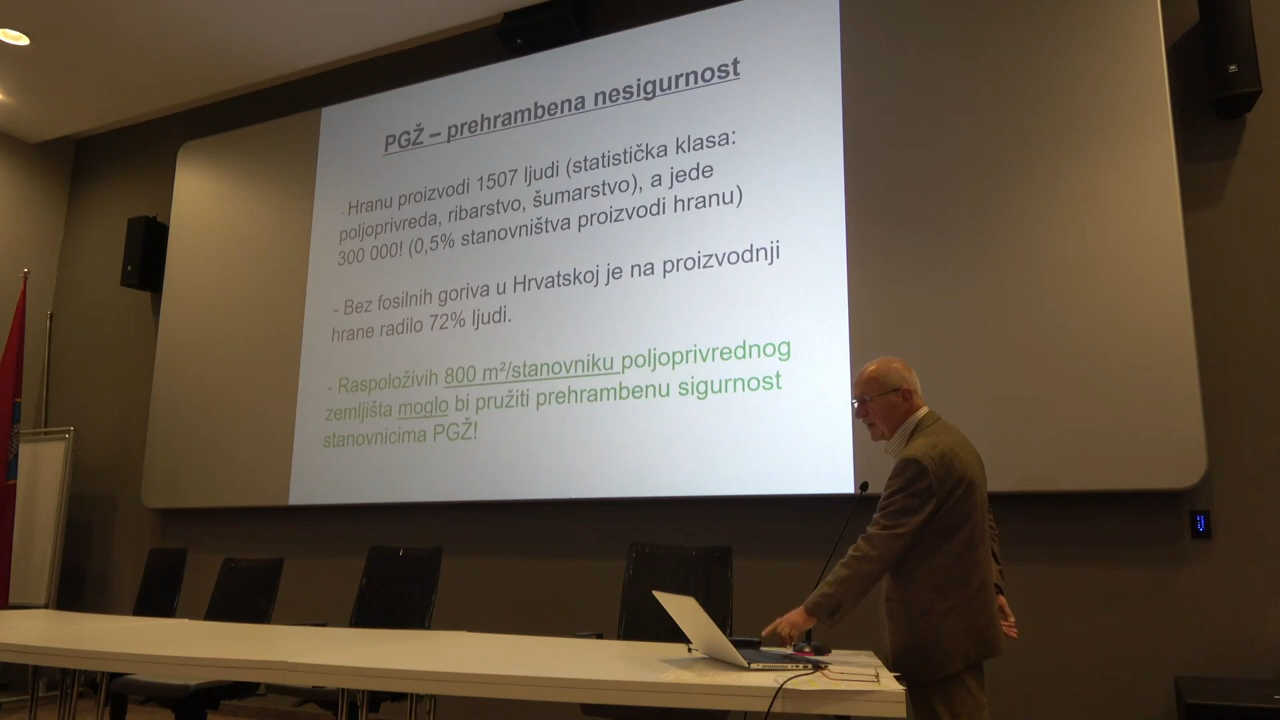 PGŽ – prehrambena nesigurnost
- Hranu proizvodi 1507 ljudi (statistička klasa:
poljoprivreda, ribarstvo, šumarstvo), a jede
300 000! (0,5% stanovništva proizvodi hranu)
- Bez fosilnih goriva u Hrvatskoj je na proizvodnji
hrane radilo 72% ljudi.
- Raspoloživih 800 m²/stanovniku poljoprivrednog
zemljišta moglo bi pružiti prehrambenu sigurnost
stanovnicima PGŽ!